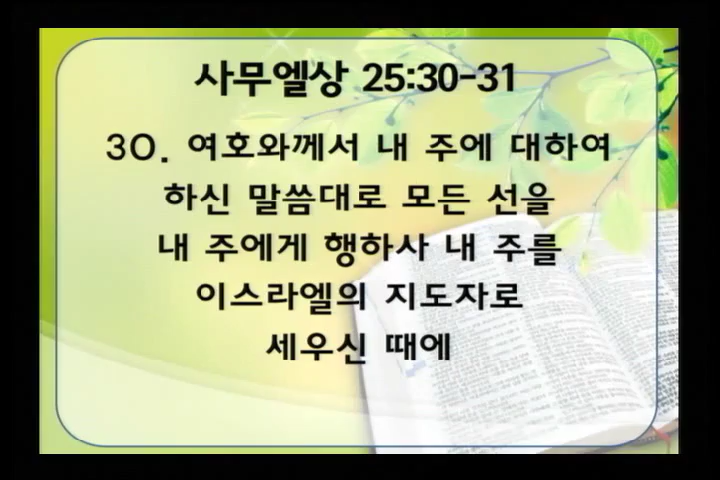 사무엘상 25:30-31
30. 여호와께서 내 주에 대하여
하신 말씀대로 모든 선을
내 주에게 행하사 내 주를
이스라엘의 지도자로
세우신 때에